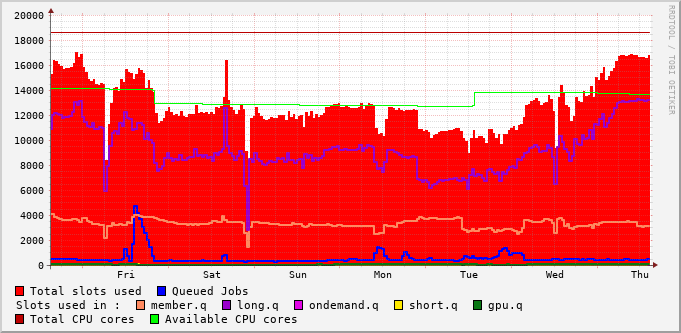 20000
18000
16000
14000
12000
10000
8000
6000
4000
2000
0
Fri Sat Sun Mon Tue Wed Thu
RRDTOOL / TOBI OETIKER
Total slots used Queued Jobs
Slots used in : member.q long.q ondemand.q short.q gpu.q
Total CPU cores Available CPU cores